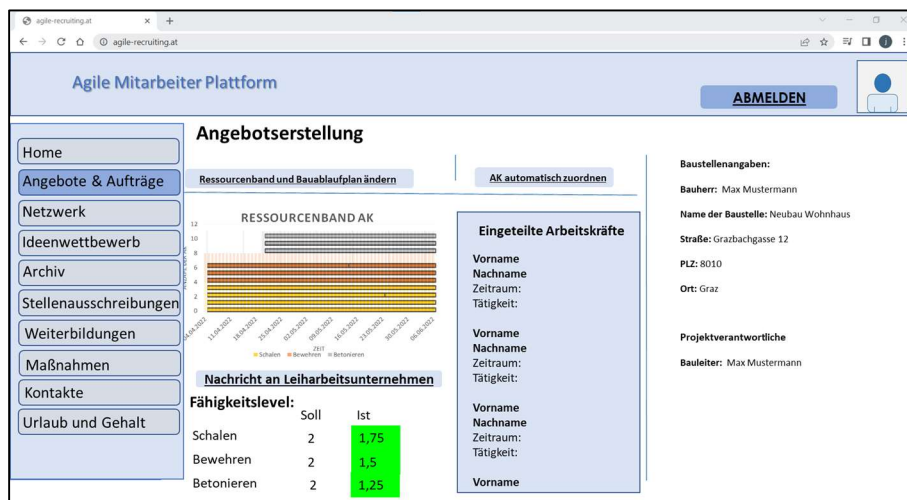 agile-recruiting.at
agile-recruiting.at
Agile Mitarbeiter Plattform
ABMELDEN
Home
Angebote & Aufträge
Netzwerk
Ideenwettbewerb
Archiv
Stellenausschreibungen
Weiterbildungen
Maßnahmen
Kontakte
Urlaub und Gehalt
Angebotserstellung
Ressourcenband und Bauablaufplan ändern
AK automatisch zuordnen
RESSOURCENBAND AK
12
10
8
6
4
2
0
04.04.2022
11.04.2022
18.04.2022
25.04.2022
02.05.2022
09.05.2022
16.05.2022
23.05.2022
30.05.2022
06.06.2022
ZEIT
Schalen Bewehren Betonieren
Nachricht an Leiharbeitsunternehmen
Fähigkeitslevel:
Soll Ist
Schalen 2 1,75
Bewehren 2 1,5
Betonieren 2 1,25
Eingeteilte Arbeitskräfte
Vorname
Nachname
Zeitraum:
Tätigkeit:
Vorname
Nachname
Zeitraum:
Tätigkeit:
Vorname
Nachname
Zeitraum:
Tätigkeit:
Vorname
Baustellenangaben:
Bauherr: Max Mustermann
Name der Baustelle: Neubau Wohnhaus
Straße: Grazbachgasse 12
PLZ: 8010
Ort: Graz
Projektverantwortliche
Bauleiter: Max Mustermann